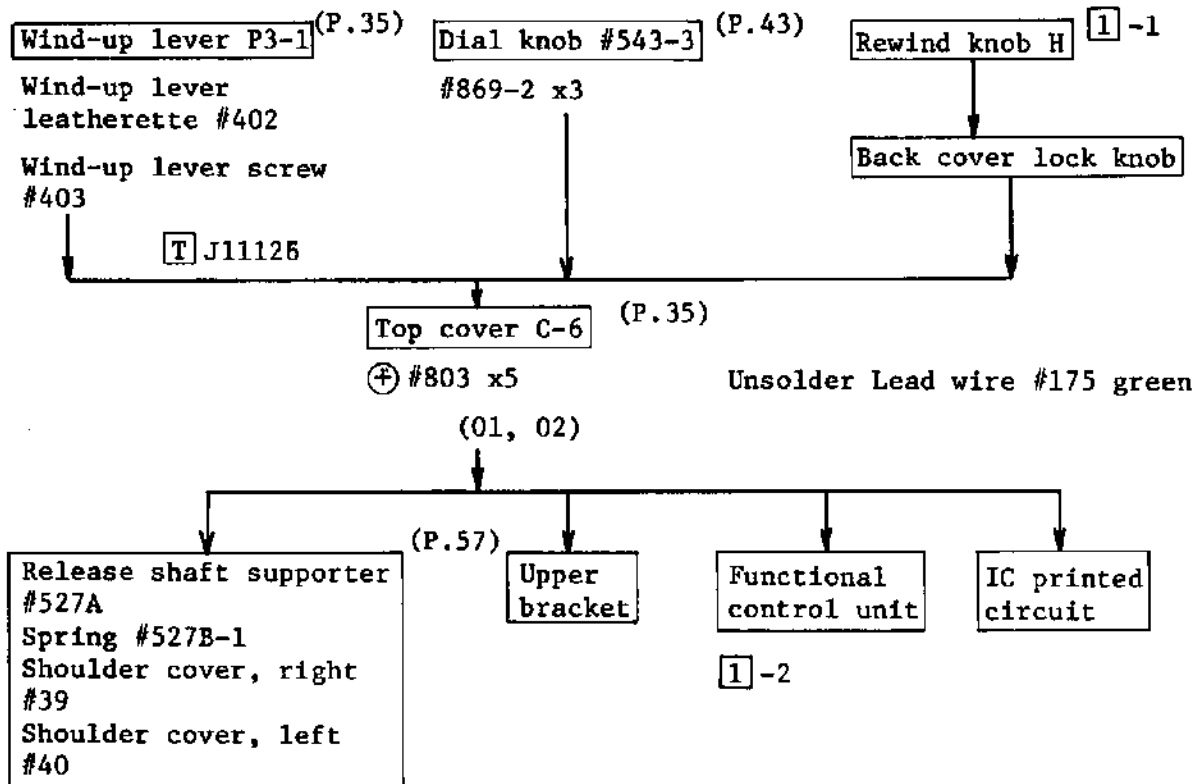 Wind-up lever P3-1 (P.35)
Wind-up lever
leatherette #402
Wind-up lever screw
#403
Dial knob #543-3 (P.43)
#869-2 x3
Rewind knob H 1 -1
Back cover lock knob
T J11126
Top cover C-6 (P.35)
#803 x5
Unsolder Lead wire #175 green
(01, 02)
(P.57)
Release shaft supporter
#527A
Spring #527B-1
Shoulder cover, right
#39
Shoulder cover, left
#40
Upper
bracket
Functional
control unit
1 -2
IC printed
circuit